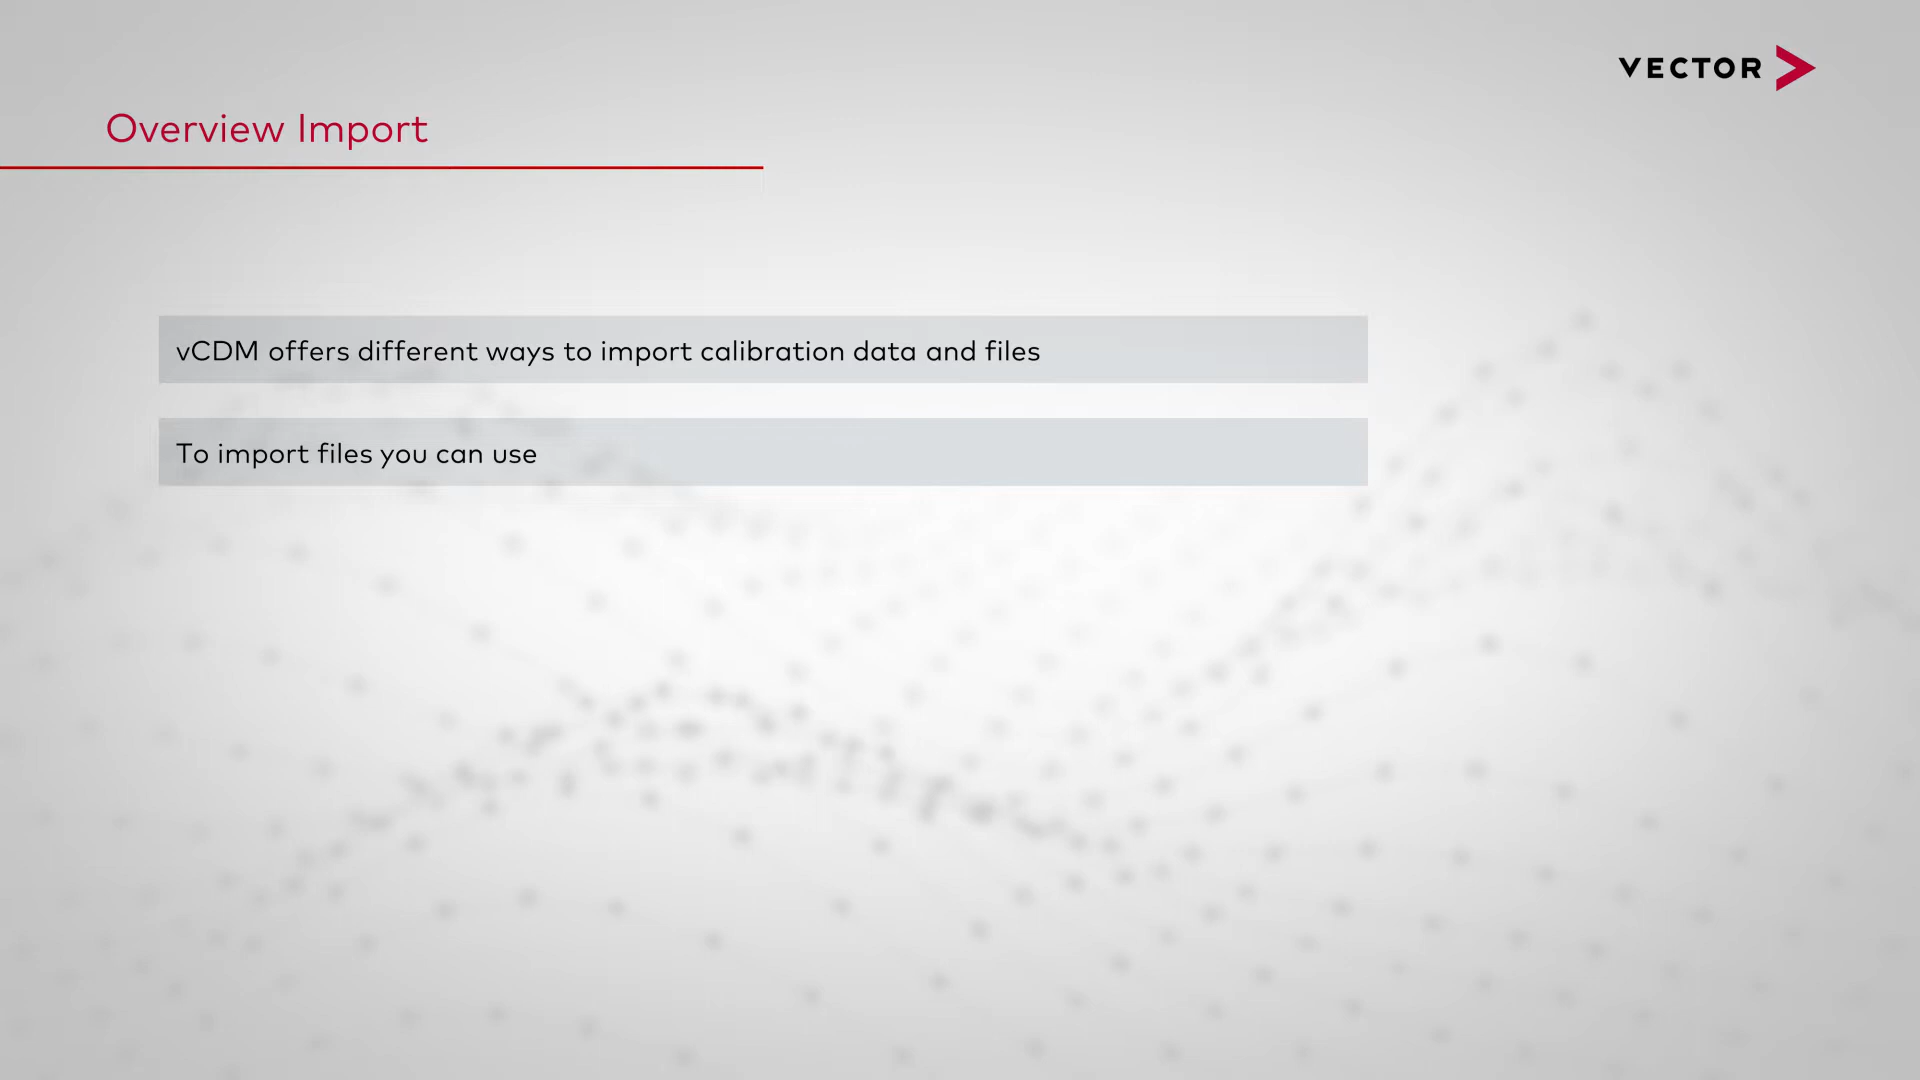 VECTOR
Overview Import
vCDM offers different ways to import calibration data and files
To import files you can use